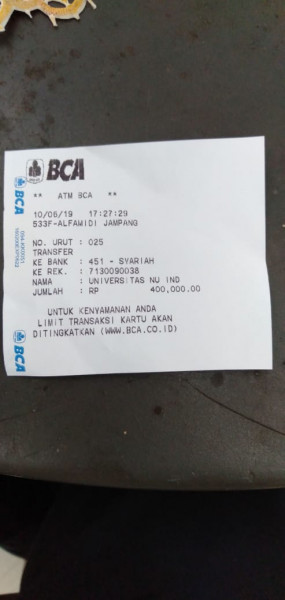 BCA
** ATM BCA **
10/06/19 17:27:29
533F-ALFAMIDI JAMPANG
NO. URUT : 025
TRANSFER
KE BANK : 451 - SYARIAH
KE REK. : 7130090038
NAMA : UNIVERSITAS NU IND
JUMLAH : RP 400,000.00
UNTUK KENYAMANAN ANDA
LIMIT TRANSAKSI KARTU AKAN
DITINGKATKAN (WWW.BCA.CO.ID)
BCA
BCA